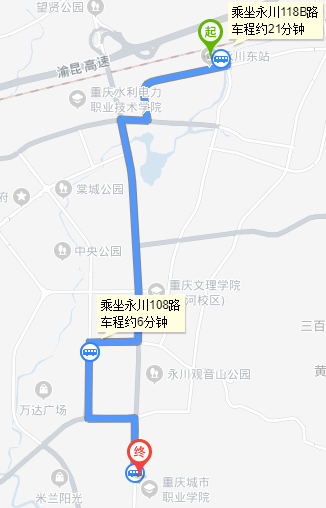 望贤公园
乘坐永川118B路
车程约21分钟
起
川东站
渝昆高速
重庆水利电力
职业技术学院
棠城公园
府
中央公园
重庆文理学院
河校区)
乘坐永川108路
车程约6分钟
三百
黄
永川观音山公园
万达广场
终
重庆城市
职业学院
米兰阳光